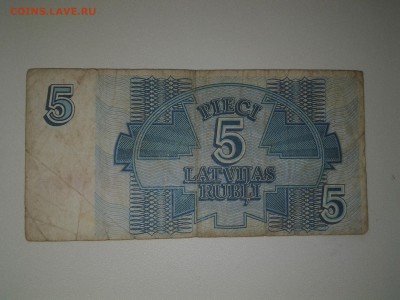 COINS.LAVE.RU
5
PIECI
5
LATVIJAS
RUBĻI
5